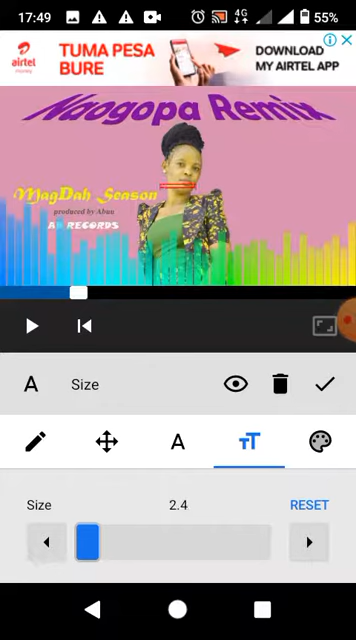 17:49
4G
55%
airtel
money
TUMA PESA
BURE
DOWNLOAD
MY AIRTEL APP
Naogopa Remix
MagDah Season
produced by Abuu
AB RECORDS
A
Size
A
TT
Size
2.4
RESET